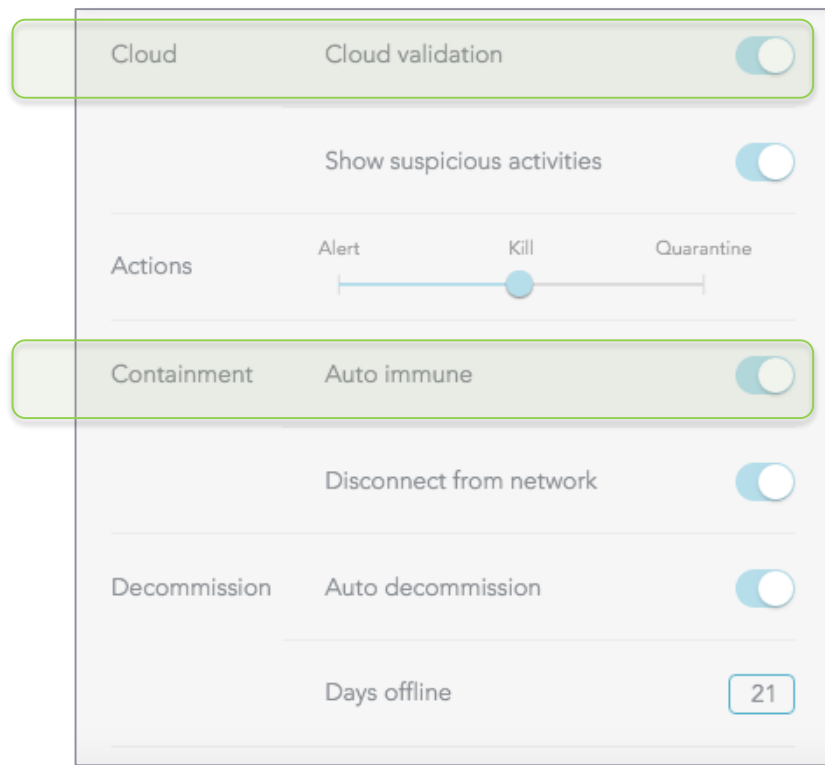 Cloud Cloud validation
Show suspicious activities
Alert Kill Quarantine
Actions
Containment Auto immune
Disconnect from network
Decommission Auto decommission
Days offline 21